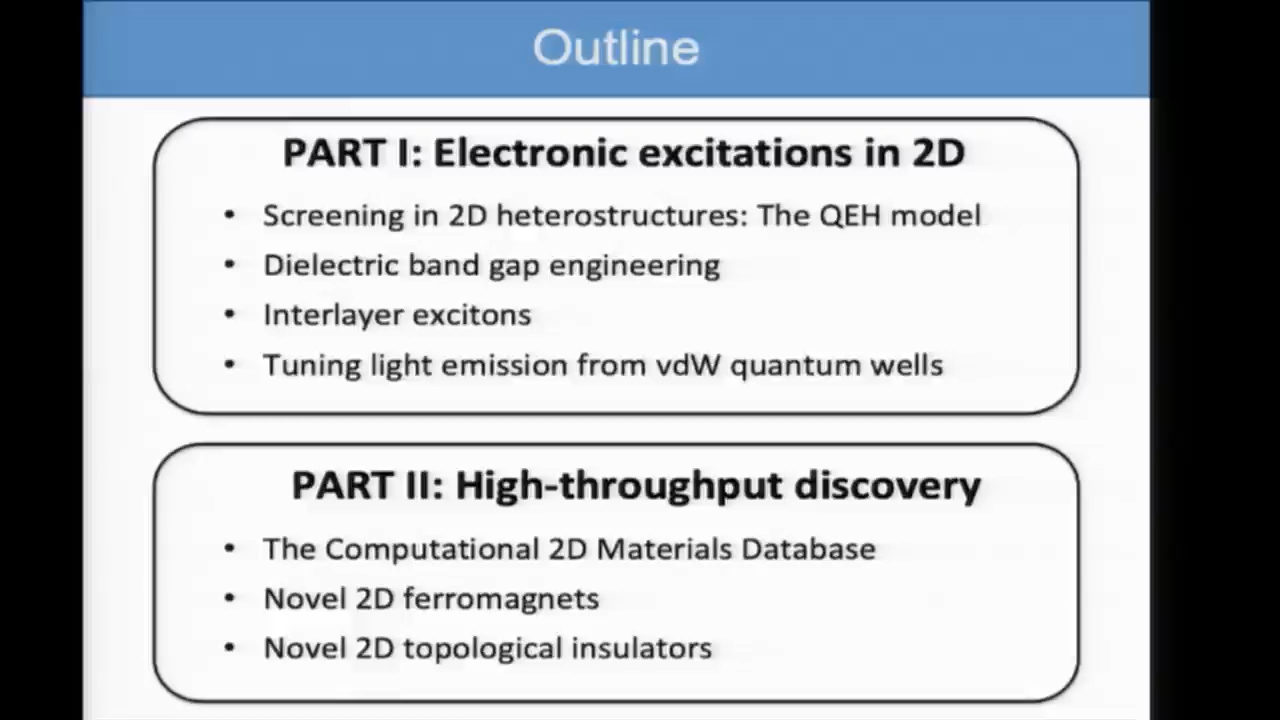 Outline
PART I: Electronic excitations in 2D
• Screening in 2D heterostructures: The QEH model
• Dielectric band gap engineering
• Interlayer excitons
• Tuning light emission from vdW quantum wells
PART II: High-throughput discovery
• The Computational 2D Materials Database
• Novel 2D ferromagnets
• Novel 2D topological insulators